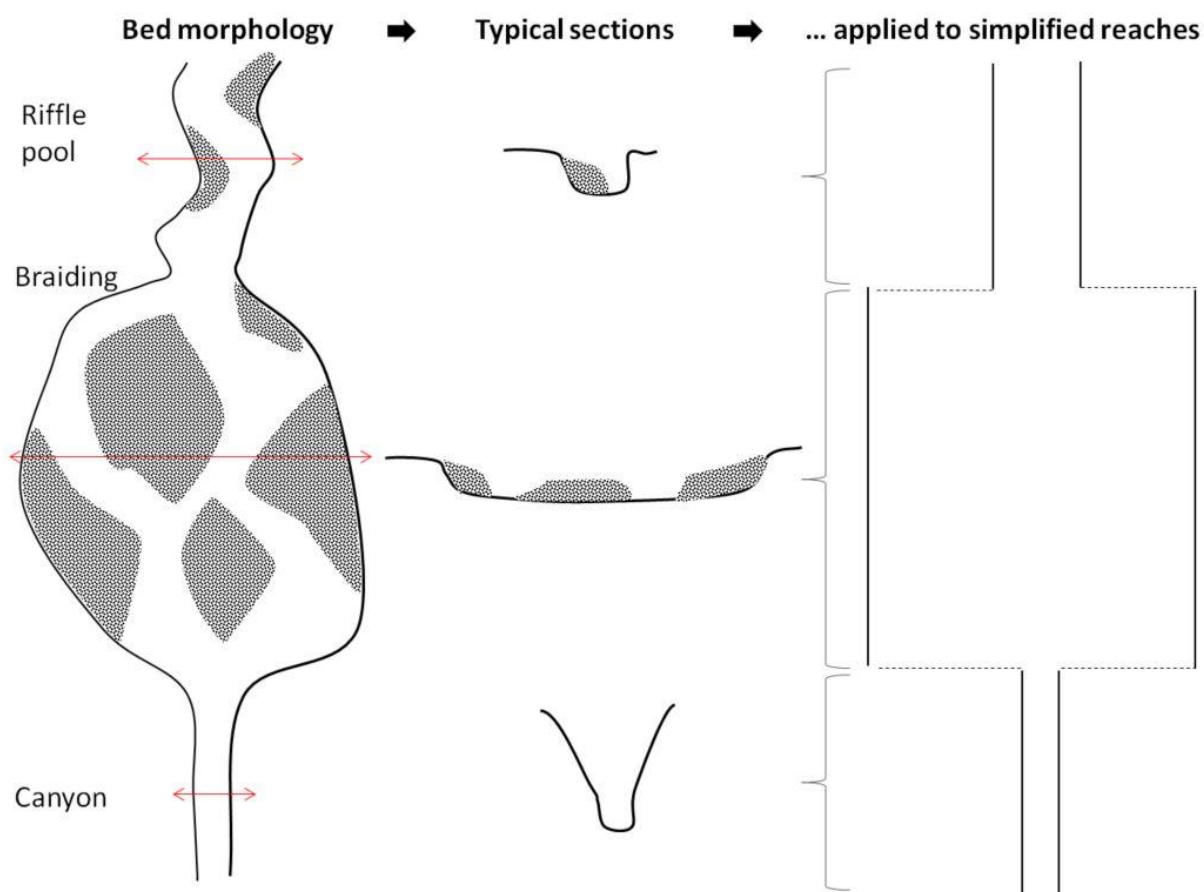 Bed morphology ➡ Typical sections ➡ ... applied to simplified reaches
Riffle
pool
Braiding
Canyon